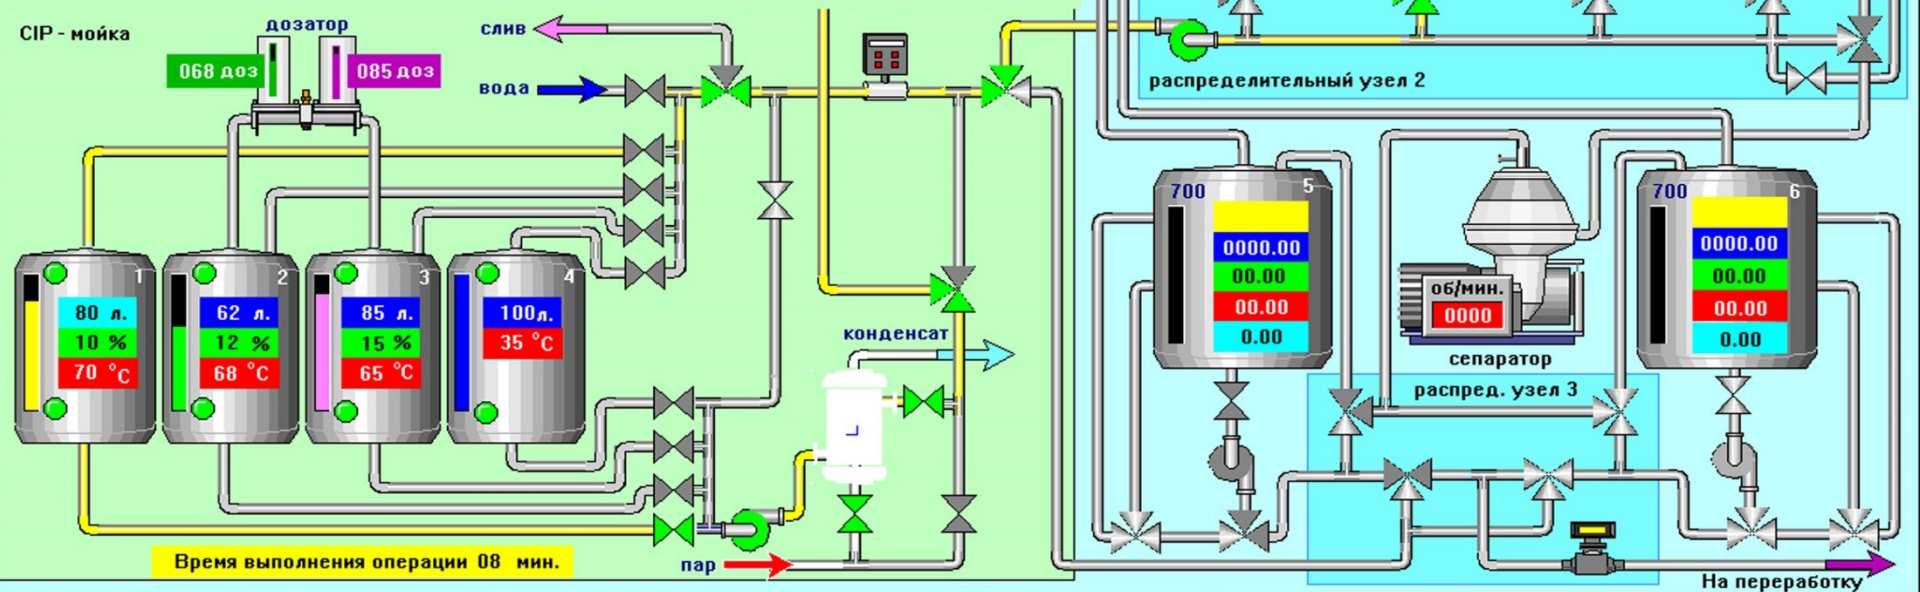 CIP - мойка
дозатор
068 доз
085 доз
слив
вода
распределительный узел 2
1
80 л.
10 %
70 °C
2
62 л.
12 %
68 °C
3
85 л.
15 %
65 °C
4
100л.
35 °C
конденсат
пар
Время выполнения операции 08 мин.
700
5
0000.00
00.00
00.00
0.00
об/мин.
0000
сепаратор
700
6
0000.00
00.00
00.00
0.00
распред. узел 3
На переработку